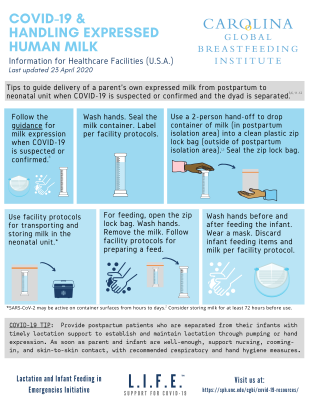 COVID-19 &
HANDLING EXPRESSED
HUMAN MILK
Information for Healthcare Facilities (U.S.A.)
Last updated 23 April 2020
CAROLINA
GLOBAL
BREASTFEEDING
INSTITUTE
Tips to guide delivery of a parent's own expressed milk from postpartum to
neonatal unit when COVID-19 is suspected or confirmed and the dyad is separated.
Follow the
guidance for
milk expression
when COVID-19
is suspected or
confirmed.
Wash hands. Seal the
milk container. Label
per facility protocols.
Use a 2-person hand-off to drop
container of milk (in postpartum
isolation area) into a clean plastic zip
lock bag (outside of postpartum
isolation area). Seal the zip lock bag.
Use facility protocols
for transporting and
storing milk in the
neonatal unit.*
For feeding, open the zip
lock bag. Wash hands.
Remove the milk. Follow
facility protocols for
preparing a feed.
Wash hands before and
after feeding the infant.
Wear a mask. Discard
infant feeding items and
milk per facility protocol.
*SARS-CoV-2 may be active on container surfaces from hours to days. Consider storing milk for at least 72 hours before use.
COVID-19 TIP: Provide postpartum patients who are separated from their infants with
timely lactation support to establish and maintain lactation through pumping or hand
expression. As soon as parent and infant are well-enough, support nursing, rooming-
in, and skin-to-skin contact, with recommended respiratory and hand hygiene measures.
Lactation and Infant Feeding in
Emergencies Initiative
L.I.F.E.™
SUPPORT FOR COVID-19
Visit us at:
https://sph.unc.edu/cgbi/covid-19-resources/